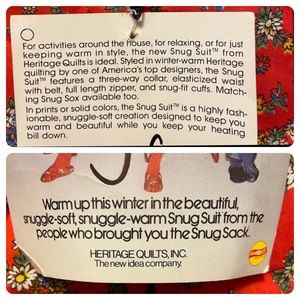 For activities around the house, for relaxing, or for just
keeping warm in style, the new Snug Suit™ from
Heritage Quilts is ideal. Styled in winter-warm Heritage
quilting by one of America's top designers, the Snug
Suit™ features a three-way collar, elasticized waist
with belt, full length zipper, and snug-fit cuffs. Match-
ing Snug Sox available too.
In prints or solid colors, the Snug Suit™ is a highly fash-
ionable, snuggle-soft creation designed to keep you
warm and beautiful while you keep your heating
bill down.
Warm up this winter in the beautiful,
snuggle-soft, snuggle-warm Snug Suit from the
people who brought you the Snug Sack.
HERITAGE QUILTS, INC.
The new idea company.